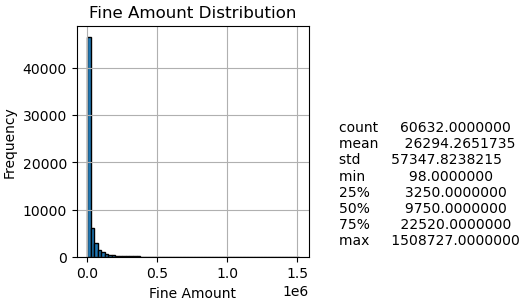 Fine Amount Distribution
Frequency
40000
30000
20000
10000
0
0.0 0.5 1.0 1.5
1e6
Fine Amount
count 60632.0000000
mean 26294.2651735
std 57347.8238215
min 98.0000000
25% 3250.0000000
50% 9750.0000000
75% 22520.0000000
max 1508727.0000000